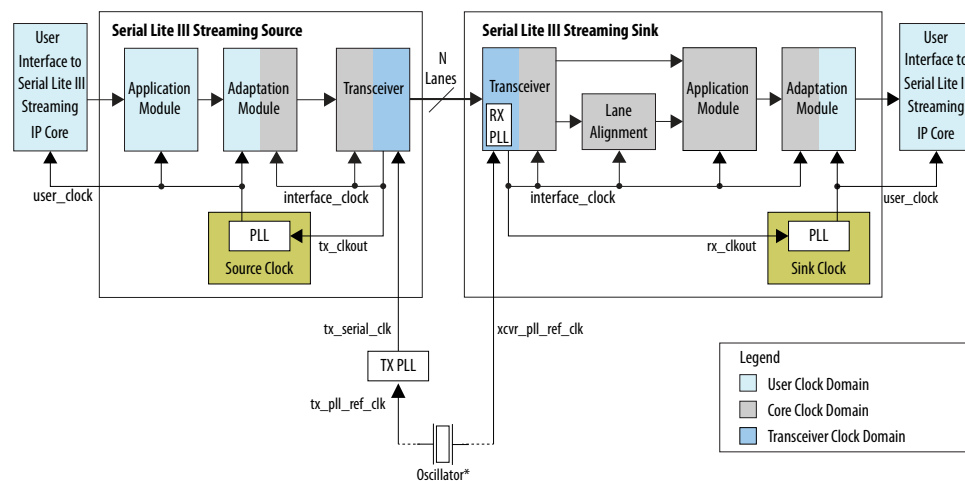 Serial Lite III Streaming Source
Serial Lite III Streaming Sink
User
Interface to
Serial Lite III
Streaming
IP Core
Application
Module
Adaptation
Module
Transceiver
N
Lanes
Transceiver
RX
PLL
Lane
Alignment
Application
Module
Adaptation
Module
User
Interface to
Serial Lite II
Streaming
IP Core
user_clock
interface_clock
interface_clock
user_clock
PLL
Source Clock
tx_clkout
rx_clkout
PLL
Sink Clock
tx_serial_clk
xcvr_pll_ref_clk
TX PLL
tx_pll_ref_clk
Oscillator*
Legend
User Clock Domain
Core Clock Domain
Transceiver Clock Domain